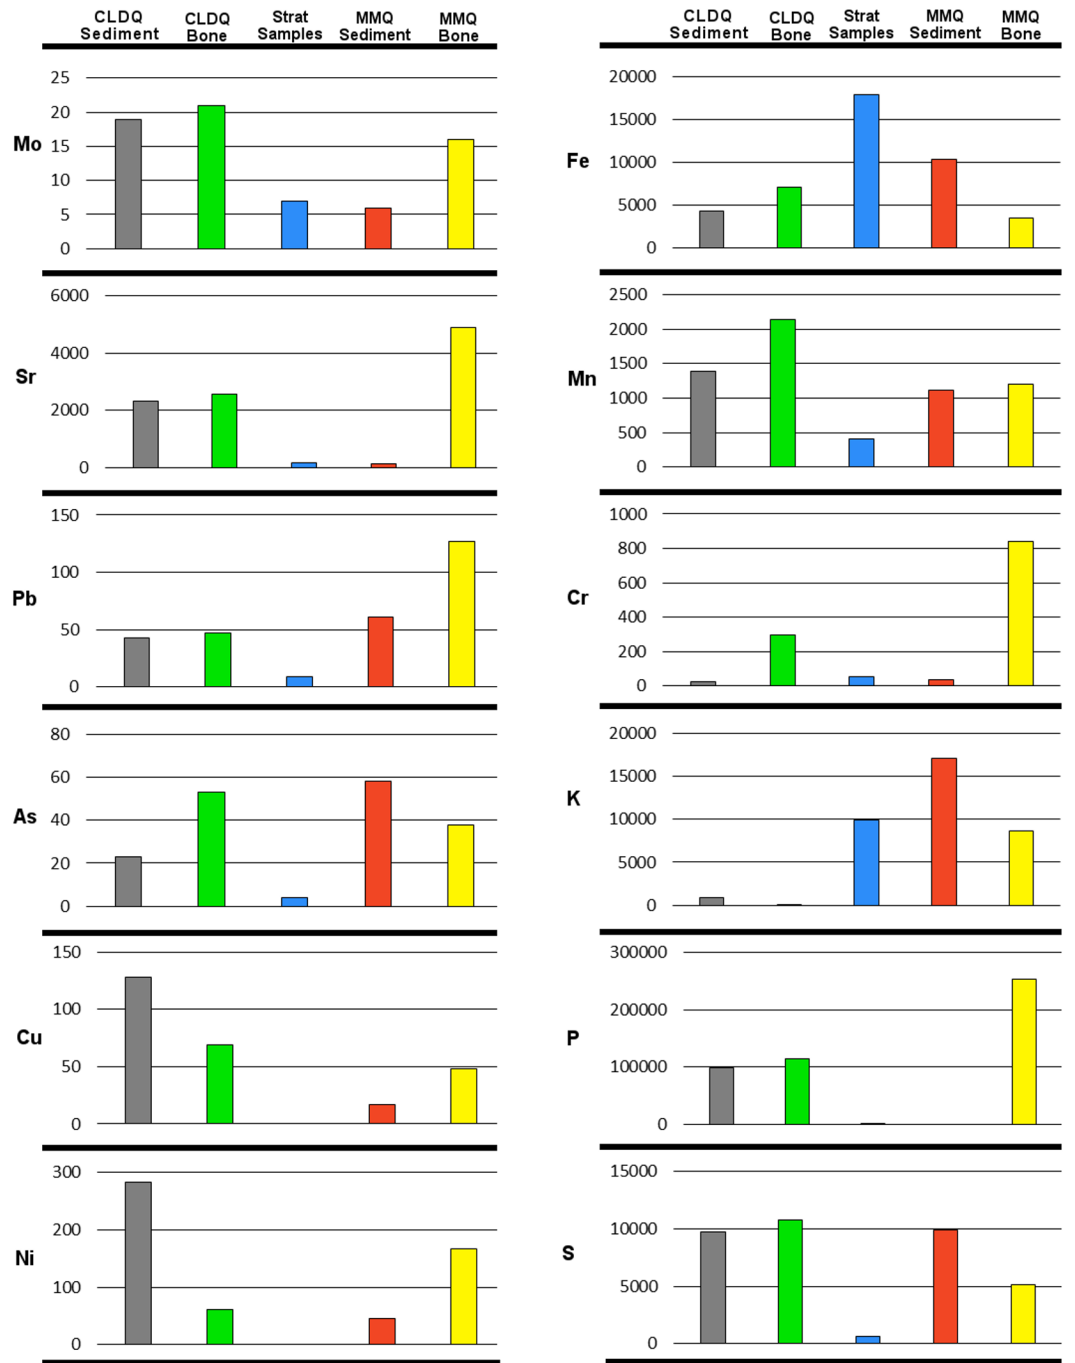 CLDQ Sediment
CLDQ Bone
Strat Samples
MMQ Sediment
MMQ Bone
Mo
25
20
15
10
5
0
Sr
6000
4000
2000
0
Pb
150
100
50
0
As
80
60
40
20
0
Cu
150
100
50
0
Ni
300
200
100
0
CLDQ Sediment
CLDQ Bone
Strat Samples
MMQ Sediment
MMQ Bone
Fe
20000
15000
10000
5000
0
Mn
2500
2000
1500
1000
500
0
Cr
1000
800
600
400
200
0
K
20000
15000
10000
5000
0
P
300000
200000
100000
0
S
15000
10000
5000
0